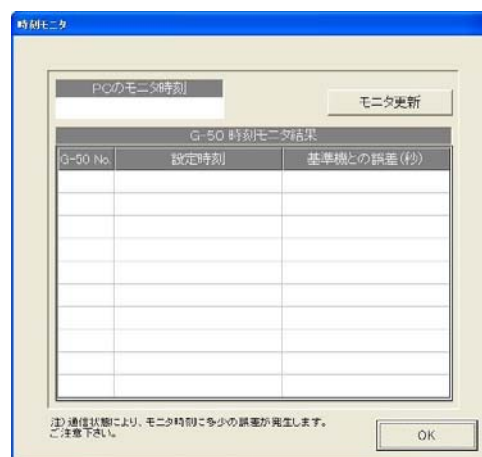 時刻モニタ
PCのモニタ時刻
モニタ更新
G-50 時刻モニタ結果
G-50 No. 設定時刻 基準機との誤差(秒)
注) 通信状態により、モニタ時刻に多少の誤差が発生します。
ご注意下さい。
OK